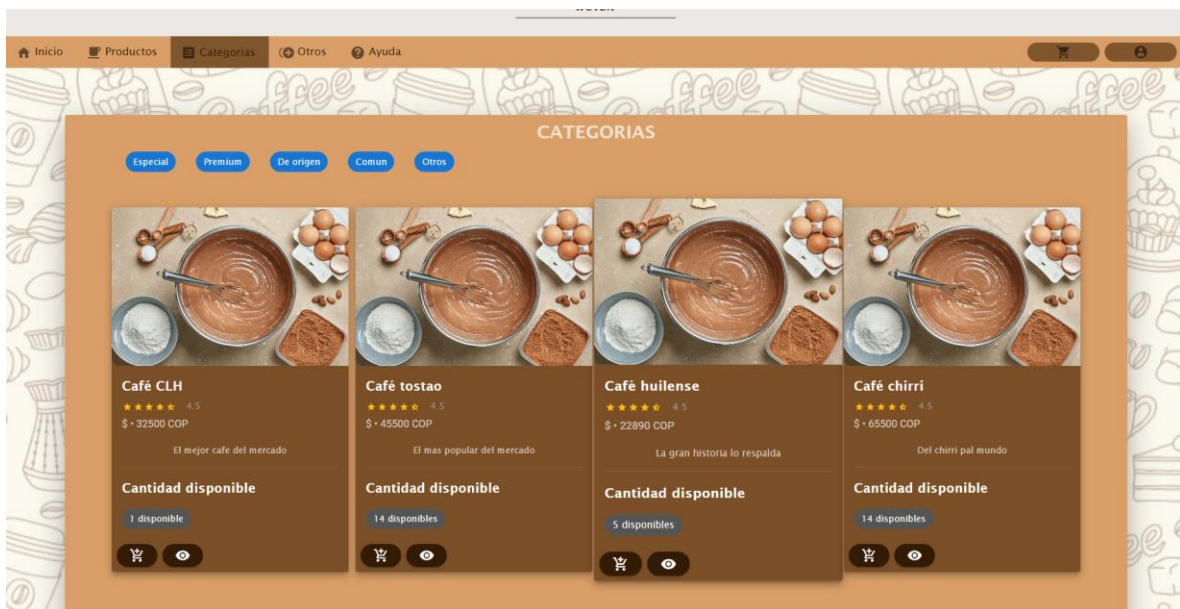 Inicio
Productos
Categorias
Otros
Ayuda
CATEGORIAS
Especial
Premium
De origen
Comun
Otros
Café CLH
4.5
$ • 32500 COP
El mejor cafe del mercado
Cantidad disponible
1 disponible
Café tostao
4.5
$ • 45500 COP
El mas popular del mercado
Cantidad disponible
14 disponibles
Café huilense
4.5
$ • 22890 COP
La gran historia lo respalda
Cantidad disponible
5 disponibles
Café chirri
4.5
$ • 65500 COP
Del chirri pal mundo
Cantidad disponible
14 disponibles
Coffee
Coffee
Coffee